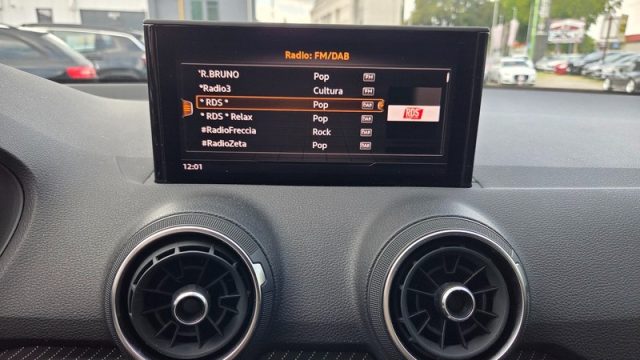 Radio: FM/DAB
'R.BRUNO Pop FM
*Radio3 Cultura FM
* RDS * Pop DAB
* RDS * Relax Pop DAB
#RadioFreccia Rock DAB
#RadioZeta Pop DAB
RDS
12:01